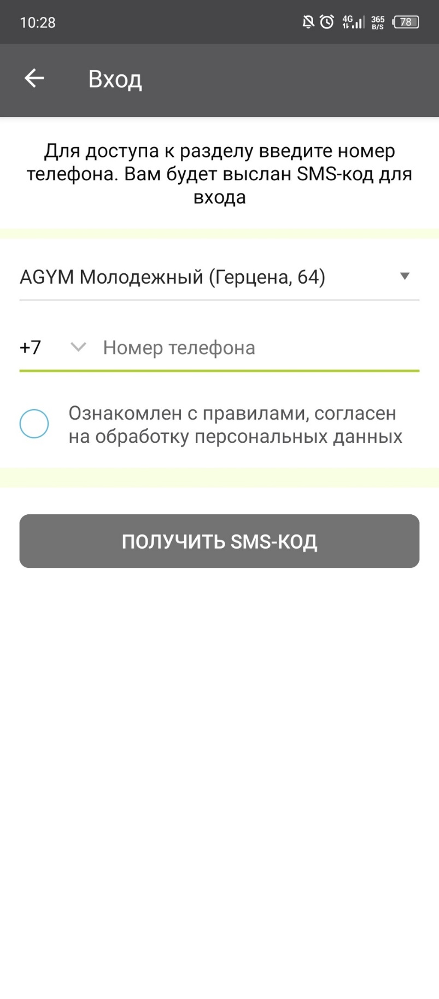 10:28
4G
365
B/S
78
Вход
Для доступа к разделу введите номер
телефона. Вам будет выслан SMS-код для
входа
AGYM Молодежный (Герцена, 64)
+7
Номер телефона
Ознакомлен с правилами, согласен
на обработку персональных данных
ПОЛУЧИТЬ SMS-КОД